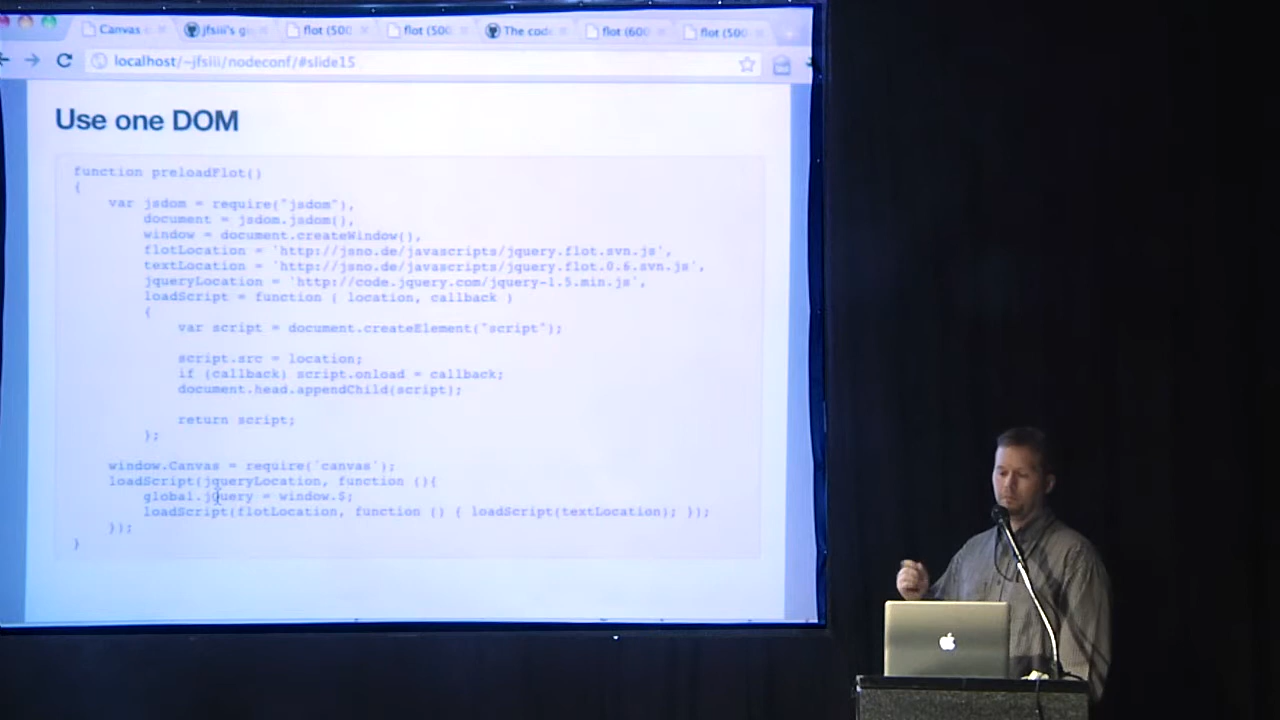 Canvas
jfsiii's g
flot (500
flot (500
The code
flot (600
flot (500
localhost/~jfsiii/nodeconf/#slide15
Use one DOM
function preloadFlot()
{
var jsdom = require("jsdom"),
document = jsdom.jsdom(),
window = document.createWindow(),
flotLocation = 'http://jsno.de/javascripts/jquery.flot.svn.js',
textLocation = 'http://jsno.de/javascripts/jquery.flot.0.6.svn.js',
jqueryLocation = 'http://code.jquery.com/jquery-1.5.min.js',
loadScript = function ( location, callback )
{
var script = document.createElement("script");
script.src = location;
if (callback) script.onload = callback;
document.head.appendChild(script);
return script;
};
window.Canvas = require('canvas');
loadScript(jqueryLocation, function (){
global.jQuery = window.$;
loadScript(flotLocation, function () { loadScript(textLocation); });
});
}